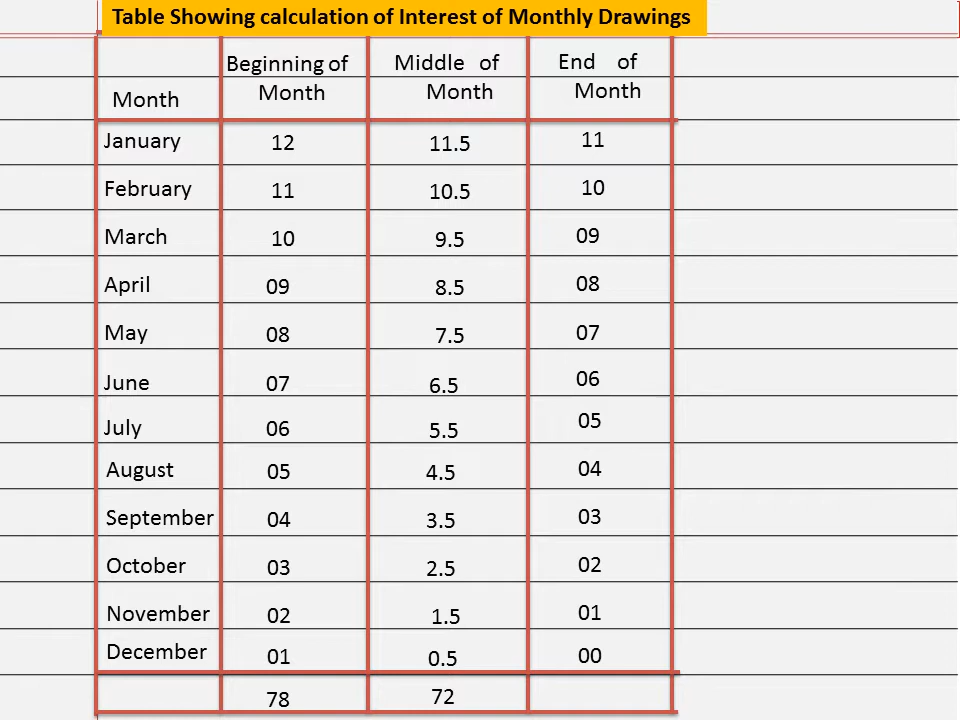 Table Showing calculation of Interest of Monthly Drawings
Month Beginning of Month Middle of Month End of Month
January 12 11.5 11
February 11 10.5 10
March 10 9.5 09
April 09 8.5 08
May 08 7.5 07
June 07 6.5 06
July 06 5.5 05
August 05 4.5 04
September 04 3.5 03
October 03 2.5 02
November 02 1.5 01
December 01 0.5 00
78 72